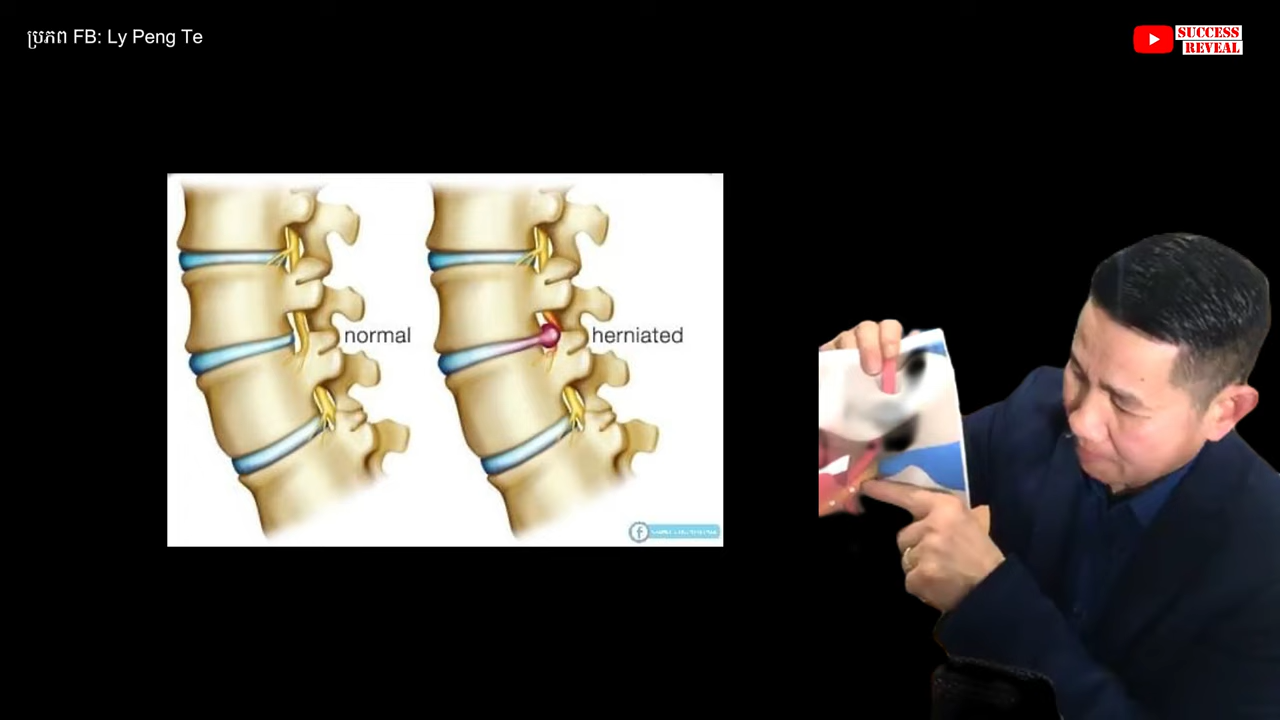 ប្រភព FB: Ly Peng Te
SUCCESS
REVEAL
normal
herniated